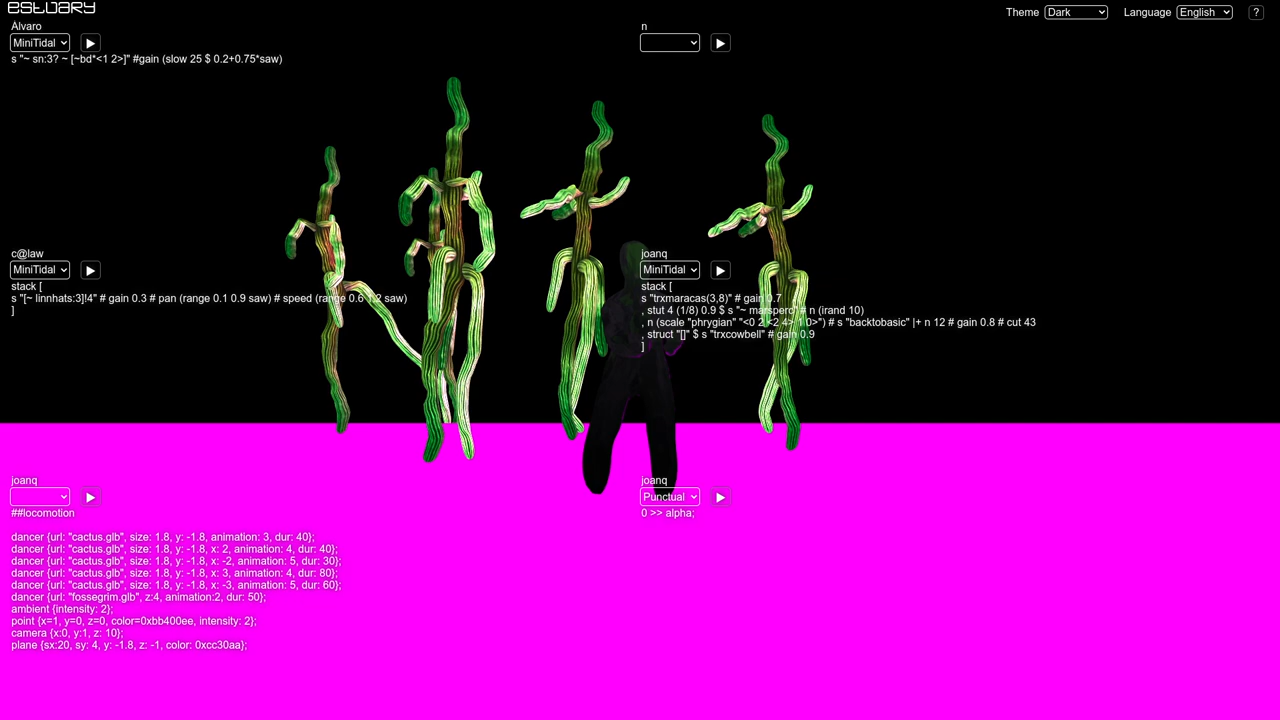 estuary
Theme Dark Language English ?
Alvaro
MiniTidal
s "~ sn:3? ~ [~bd*<1 2>]" #gain (slow 25 $ 0.2+0.75*saw)
n
c@law
MiniTidal
stack [
s "[~ linnhats:3]!4" # gain 0.3 # pan (range 0.1 0.9 saw) # speed (range 0.6 1.2 saw)
]
joanq
MiniTidal
stack [
s "trxmaracas(3,8)" # gain 0.7
, stut 4 (1/8) 0.9 $ s "~ marsperc" # n (irand 10)
, n (scale "phrygian" "<0 2 <2 4> 1 0>") # s "backtobasic" |+ n 12 # gain 0.8 # cut 43
, struct "[]" $ s "trxcowbell" # gain 0.9
]
joanq
##locomotion
dancer {url: "cactus.glb", size: 1.8, y: -1.8, animation: 3, dur: 40};
dancer {url: "cactus.glb", size: 1.8, y: -1.8, x: 2, animation: 4, dur: 40};
dancer {url: "cactus.glb", size: 1.8, y: -1.8, x: -2, animation: 5, dur: 30};
dancer {url: "cactus.glb", size: 1.8, y: -1.8, x: 3, animation: 4, dur: 80};
dancer {url: "cactus.glb", size: 1.8, y: -1.8, x: -3, animation: 5, dur: 60};
dancer {url: "fossegrim.glb", z:4, animation:2, dur: 50};
ambient {intensity: 2};
point {x=1, y=0, z=0, color=0xbb400ee, intensity: 2};
camera {x:0, y:1, z: 10};
plane {sx:20, sy: 4, y: -1.8, z: -1, color: 0xcc30aa};
joanq
Punctual
0 >> alpha;